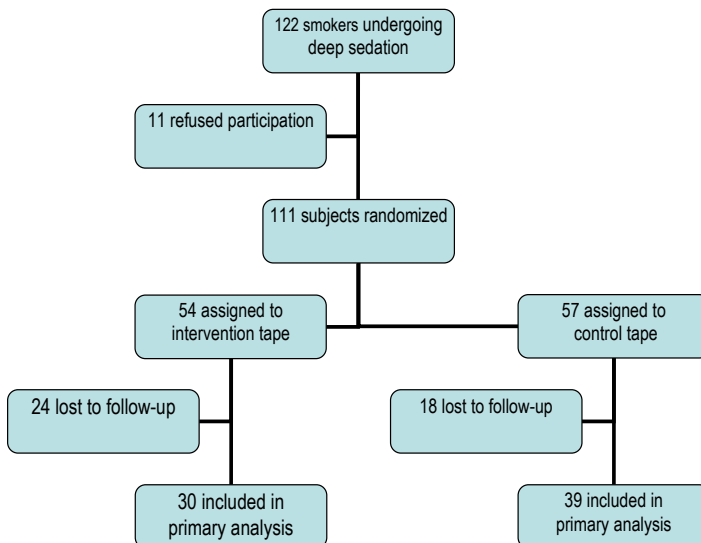 122 smokers undergoing
deep sedation
11 refused participation
111 subjects randomized
54 assigned to
intervention tape
57 assigned to
control tape
24 lost to follow-up
18 lost to follow-up
30 included in
primary analysis
39 included in
primary analysis